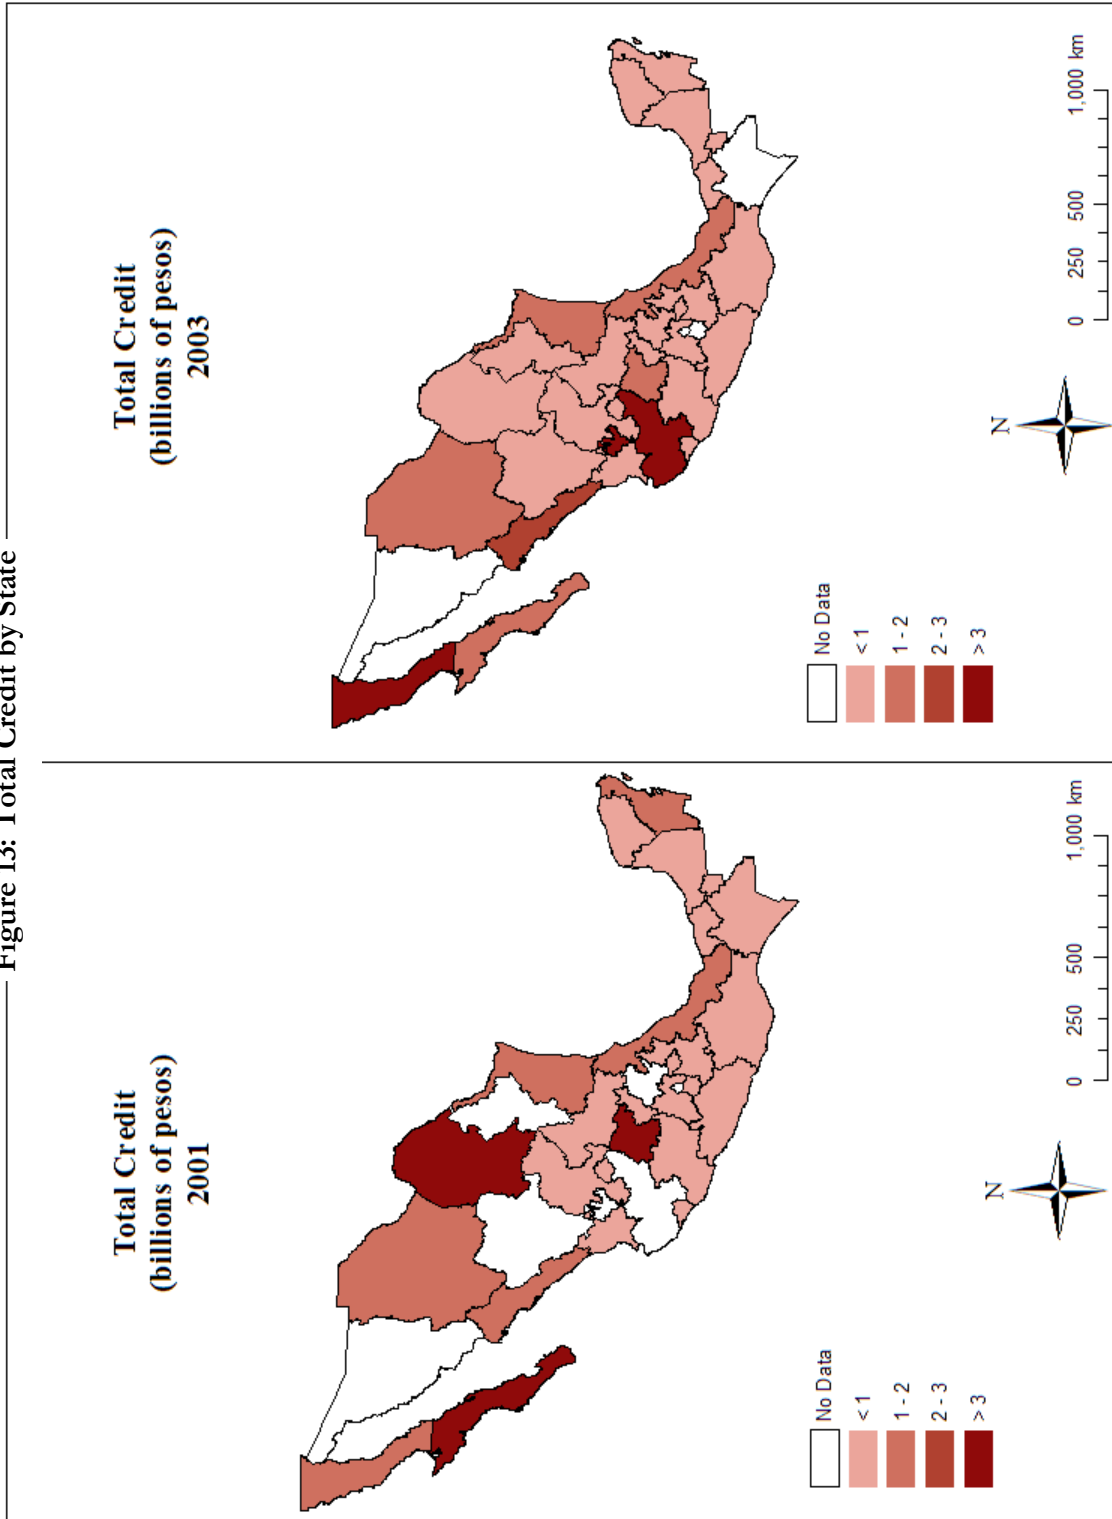 Figure 13: Total Credit by State
Total Credit
(billions of pesos)
2001
No Data
< 1
1 - 2
2 - 3
> 3
N
0 250 500 1,000 km
Total Credit
(billions of pesos)
2003
No Data
< 1
1 - 2
2 - 3
> 3
N
0 250 500 1,000 km